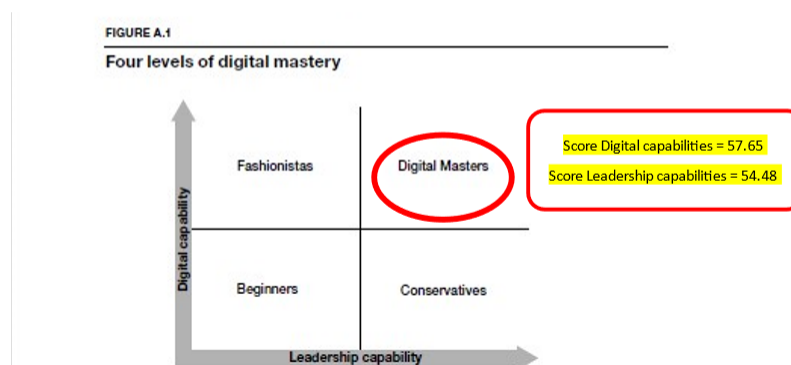 FIGURE A.1
Four levels of digital mastery
Fashionistas
Digital Masters
Score Digital capabilities = 57.65
Score Leadership capabilities = 54.48
Digital capability
Beginners
Conservatives
Leadership capability